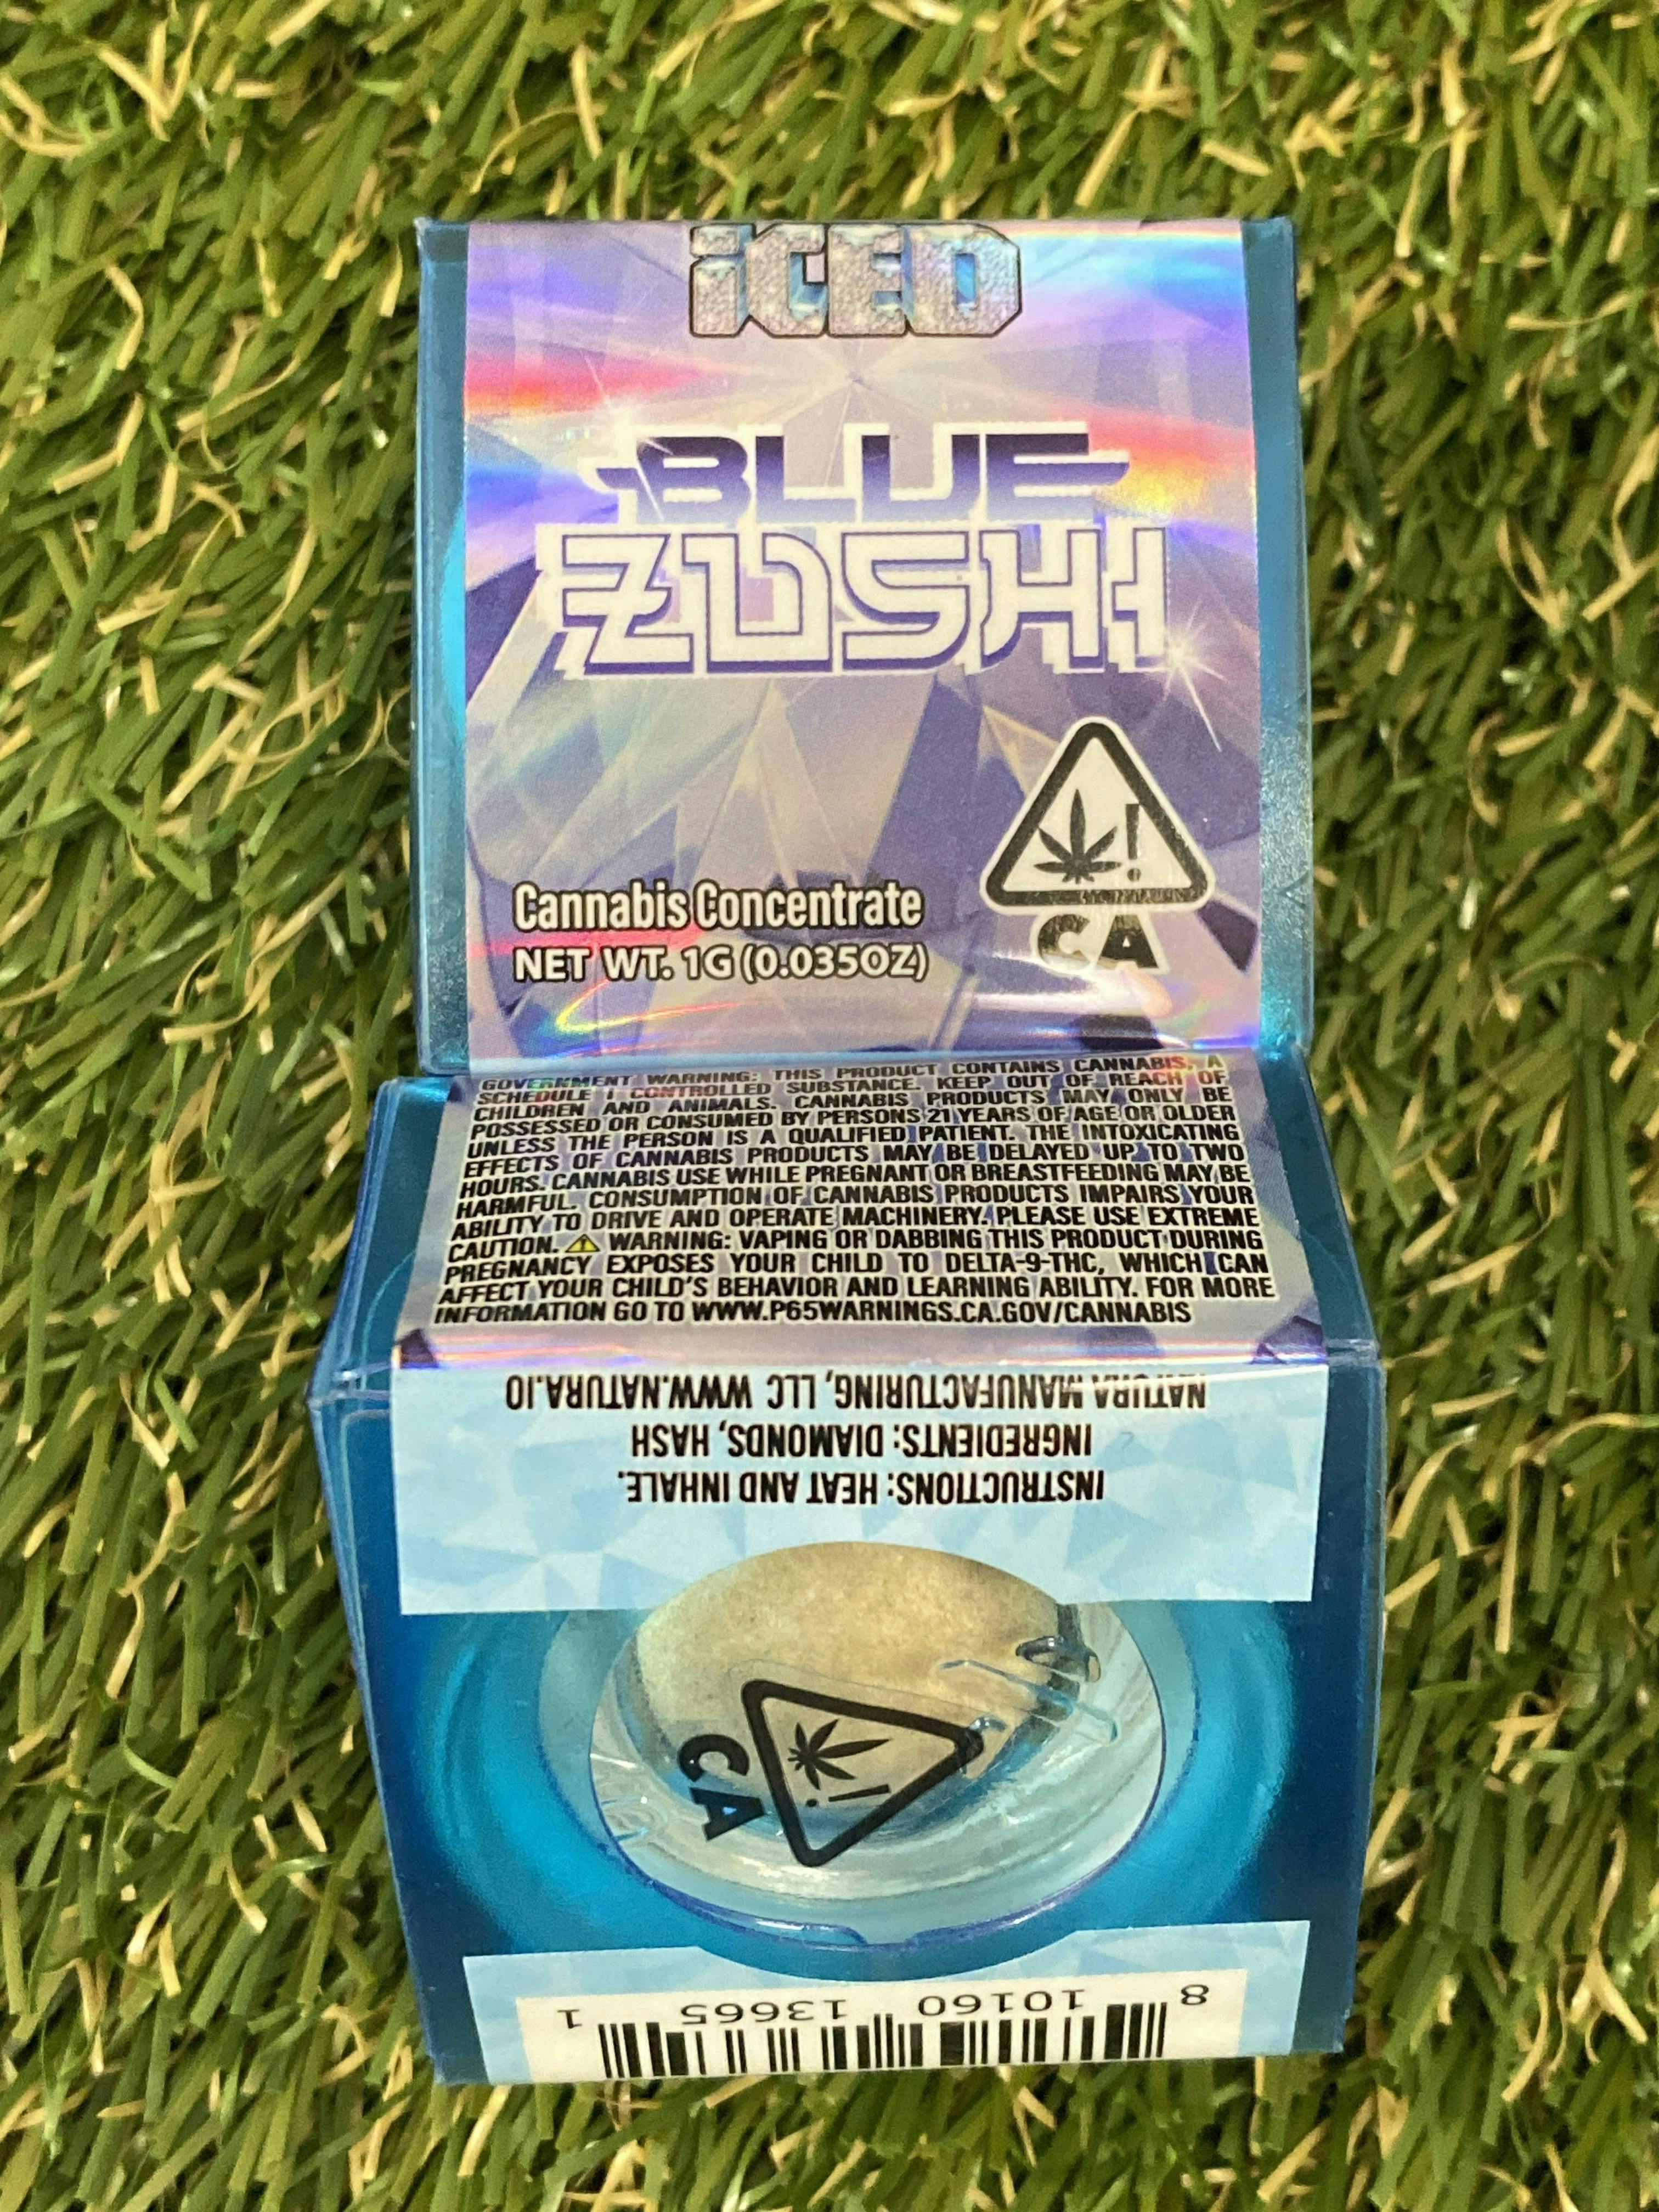 iCED
BLUE
ZUSHI
Cannabis Concentrate
NET WT. 1G (0.035OZ)
CA
GOVERNMENT WARNING: THIS PRODUCT CONTAINS CANNABIS, A
SCHEDULE I CONTROLLED SUBSTANCE. KEEP OUT OF REACH OF
CHILDREN AND ANIMALS. CANNABIS PRODUCTS MAY ONLY BE
POSSESSED OR CONSUMED BY PERSONS 21 YEARS OF AGE OR OLDER
UNLESS THE PERSON IS A QUALIFIED PATIENT. THE INTOXICATING
EFFECTS OF CANNABIS PRODUCTS MAY BE DELAYED UP TO TWO
HOURS. CANNABIS USE WHILE PREGNANT OR BREASTFEEDING MAY BE
HARMFUL. CONSUMPTION OF CANNABIS PRODUCTS IMPAIRS YOUR
ABILITY TO DRIVE AND OPERATE MACHINERY. PLEASE USE EXTREME
CAUTION. ⚠ WARNING: VAPING OR DABBING THIS PRODUCT DURING
PREGNANCY EXPOSES YOUR CHILD TO DELTA-9-THC, WHICH CAN
AFFECT YOUR CHILD'S BEHAVIOR AND LEARNING ABILITY. FOR MORE
INFORMATION GO TO WWW.P65WARNINGS.CA.GOV/CANNABIS
INSTRUCTIONS: HEAT AND INHALE.
INGREDIENTS: DIAMONDS, HASH
NATURA MANUFACTURING, LLC WWW.NATURA.IO
CA
8 10160 13665 1